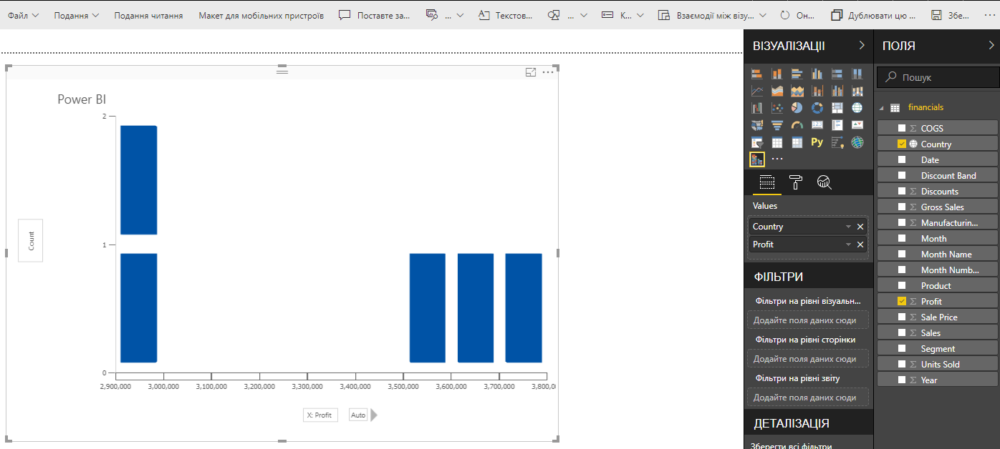 Файл Подання Подання читання Макет для мобільних пристроїв Поставте за... ... Текстов... ... К... Взаємодії між візу... Он... Дублювати цю ... Збе... ...
ВІЗУАЛІЗАЦІЇ
ПОЛЯ
Пошук
financials
COGS
Country
Date
Discount Band
Discounts
Gross Sales
Manufacturin...
Month
Month Name
Month Numb...
Product
Profit
Sale Price
Sales
Segment
Units Sold
Year
123
Py
Values
Country
Profit
ФІЛЬТРИ
Фільтри на рівні візуальн...
Додайте поля даних сюди
Фільтри на рівні сторінки
Додайте поля даних сюди
Фільтри на рівні звіту
Додайте поля даних сюди
ДЕТАЛІЗАЦІЯ
Зберегти всі фільтри
Power BI
2
1
0
Count
2,900,000 3,000,000 3,100,000 3,200,000 3,300,000 3,400,000 3,500,000 3,600,000 3,700,000 3,800,0
X: Profit Auto